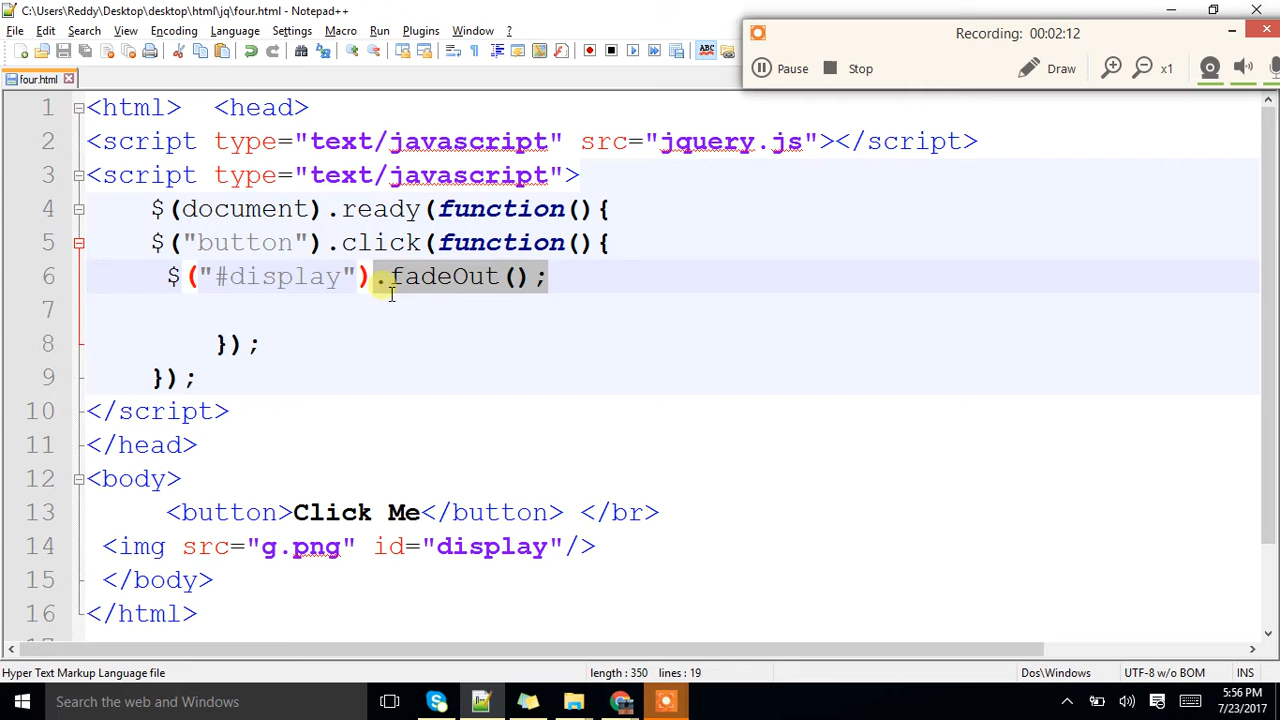 C:\Users\Reddy\Desktop\desktop\html\jq\four.html - Notepad++
File Edit Search View Encoding Language Settings Macro Run Plugins Window ?
Recording: 00:02:12
Pause Stop Draw x1
ABC
four.html
1 <html>  <head>
2 <script type="text/javascript" src="jquery.js"></script>
3 <script type="text/javascript">
4 $(document).ready(function(){
5 $("button").click(function(){
6 $("#display").fadeOut();
7
8 });
9 });
10 </script>
11 </head>
12 <body>
13 <button>Click Me</button> </br>
14 <img src="g.png" id="display"/>
15 </body>
16 </html>
Hyper Text Markup Language file length : 350 lines : 19 Dos\Windows UTF-8 w/o BOM INS
Search the web and Windows
5:56 PM
7/23/2017